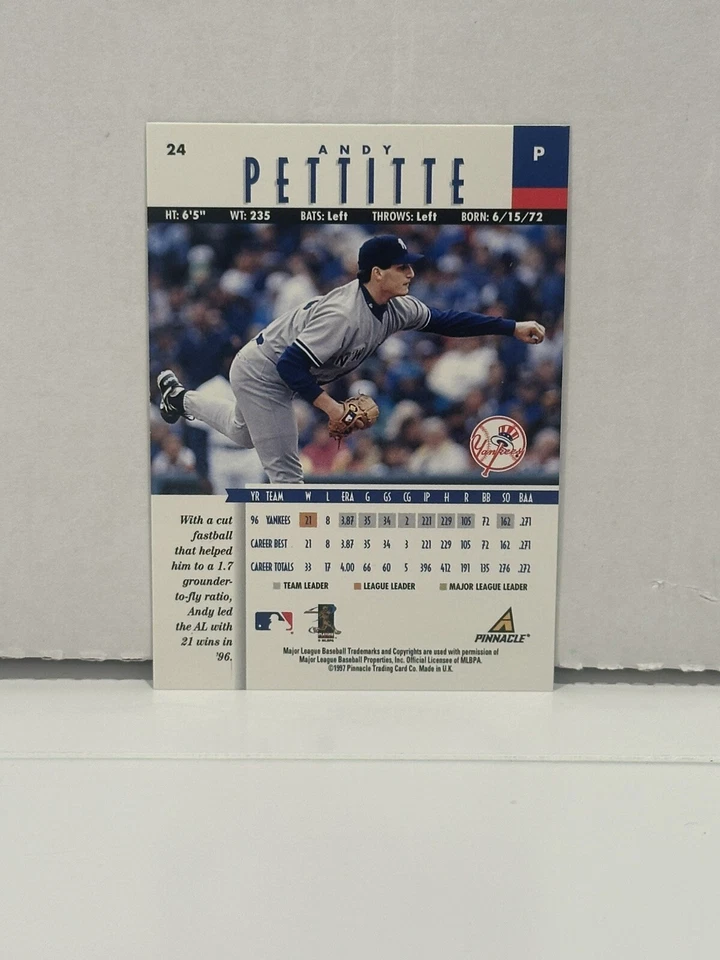 24
ANDY
PETTITTE
P
HT: 6'5" WT: 235 BATS: Left THROWS: Left BORN: 6/15/72
Yankees
YR TEAM W L ERA G GS CG IP H R BB SO BAA
96 YANKEES 21 8 3.87 35 34 2 221 229 105 72 162 .271
CAREER BEST 21 8 3.87 35 34 3 221 229 105 72 162 .271
CAREER TOTALS 33 17 4.00 66 60 5 396 412 191 135 276 .272
TEAM LEADER LEAGUE LEADER MAJOR LEAGUE LEADER
With a cut
fastball
that helped
him to a 1.7
grounder-
to-fly ratio,
Andy led
the AL with
21 wins in
'96.
PINNACLE
Major League Baseball Trademarks and Copyrights are used with permission of
Major League Baseball Properties, Inc. Official Licensee of MLBPA.
©1997 Pinnacle Trading Card Co. Made in U.K.